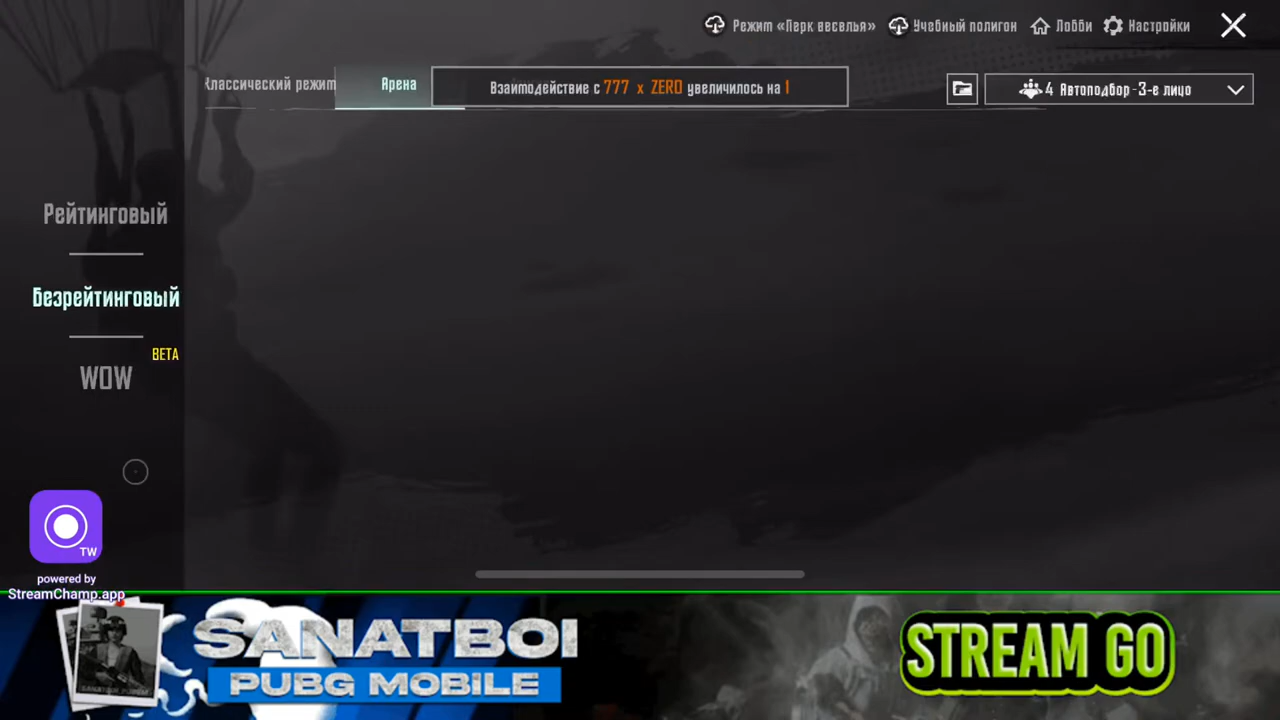 Режим «Перк веселья»
Учебный полигон
Лобби
Настройки
Классический режим
Арена
Взаимодействие с 777 x ZERO увеличилось на 1
4 Автоподбор - 3-е лицо
Рейтинговый
Безрейтинговый
BETA
WOW
TW
powered by
StreamChamp.app
SANATBOI
PUBG MOBILE
STREAM GO